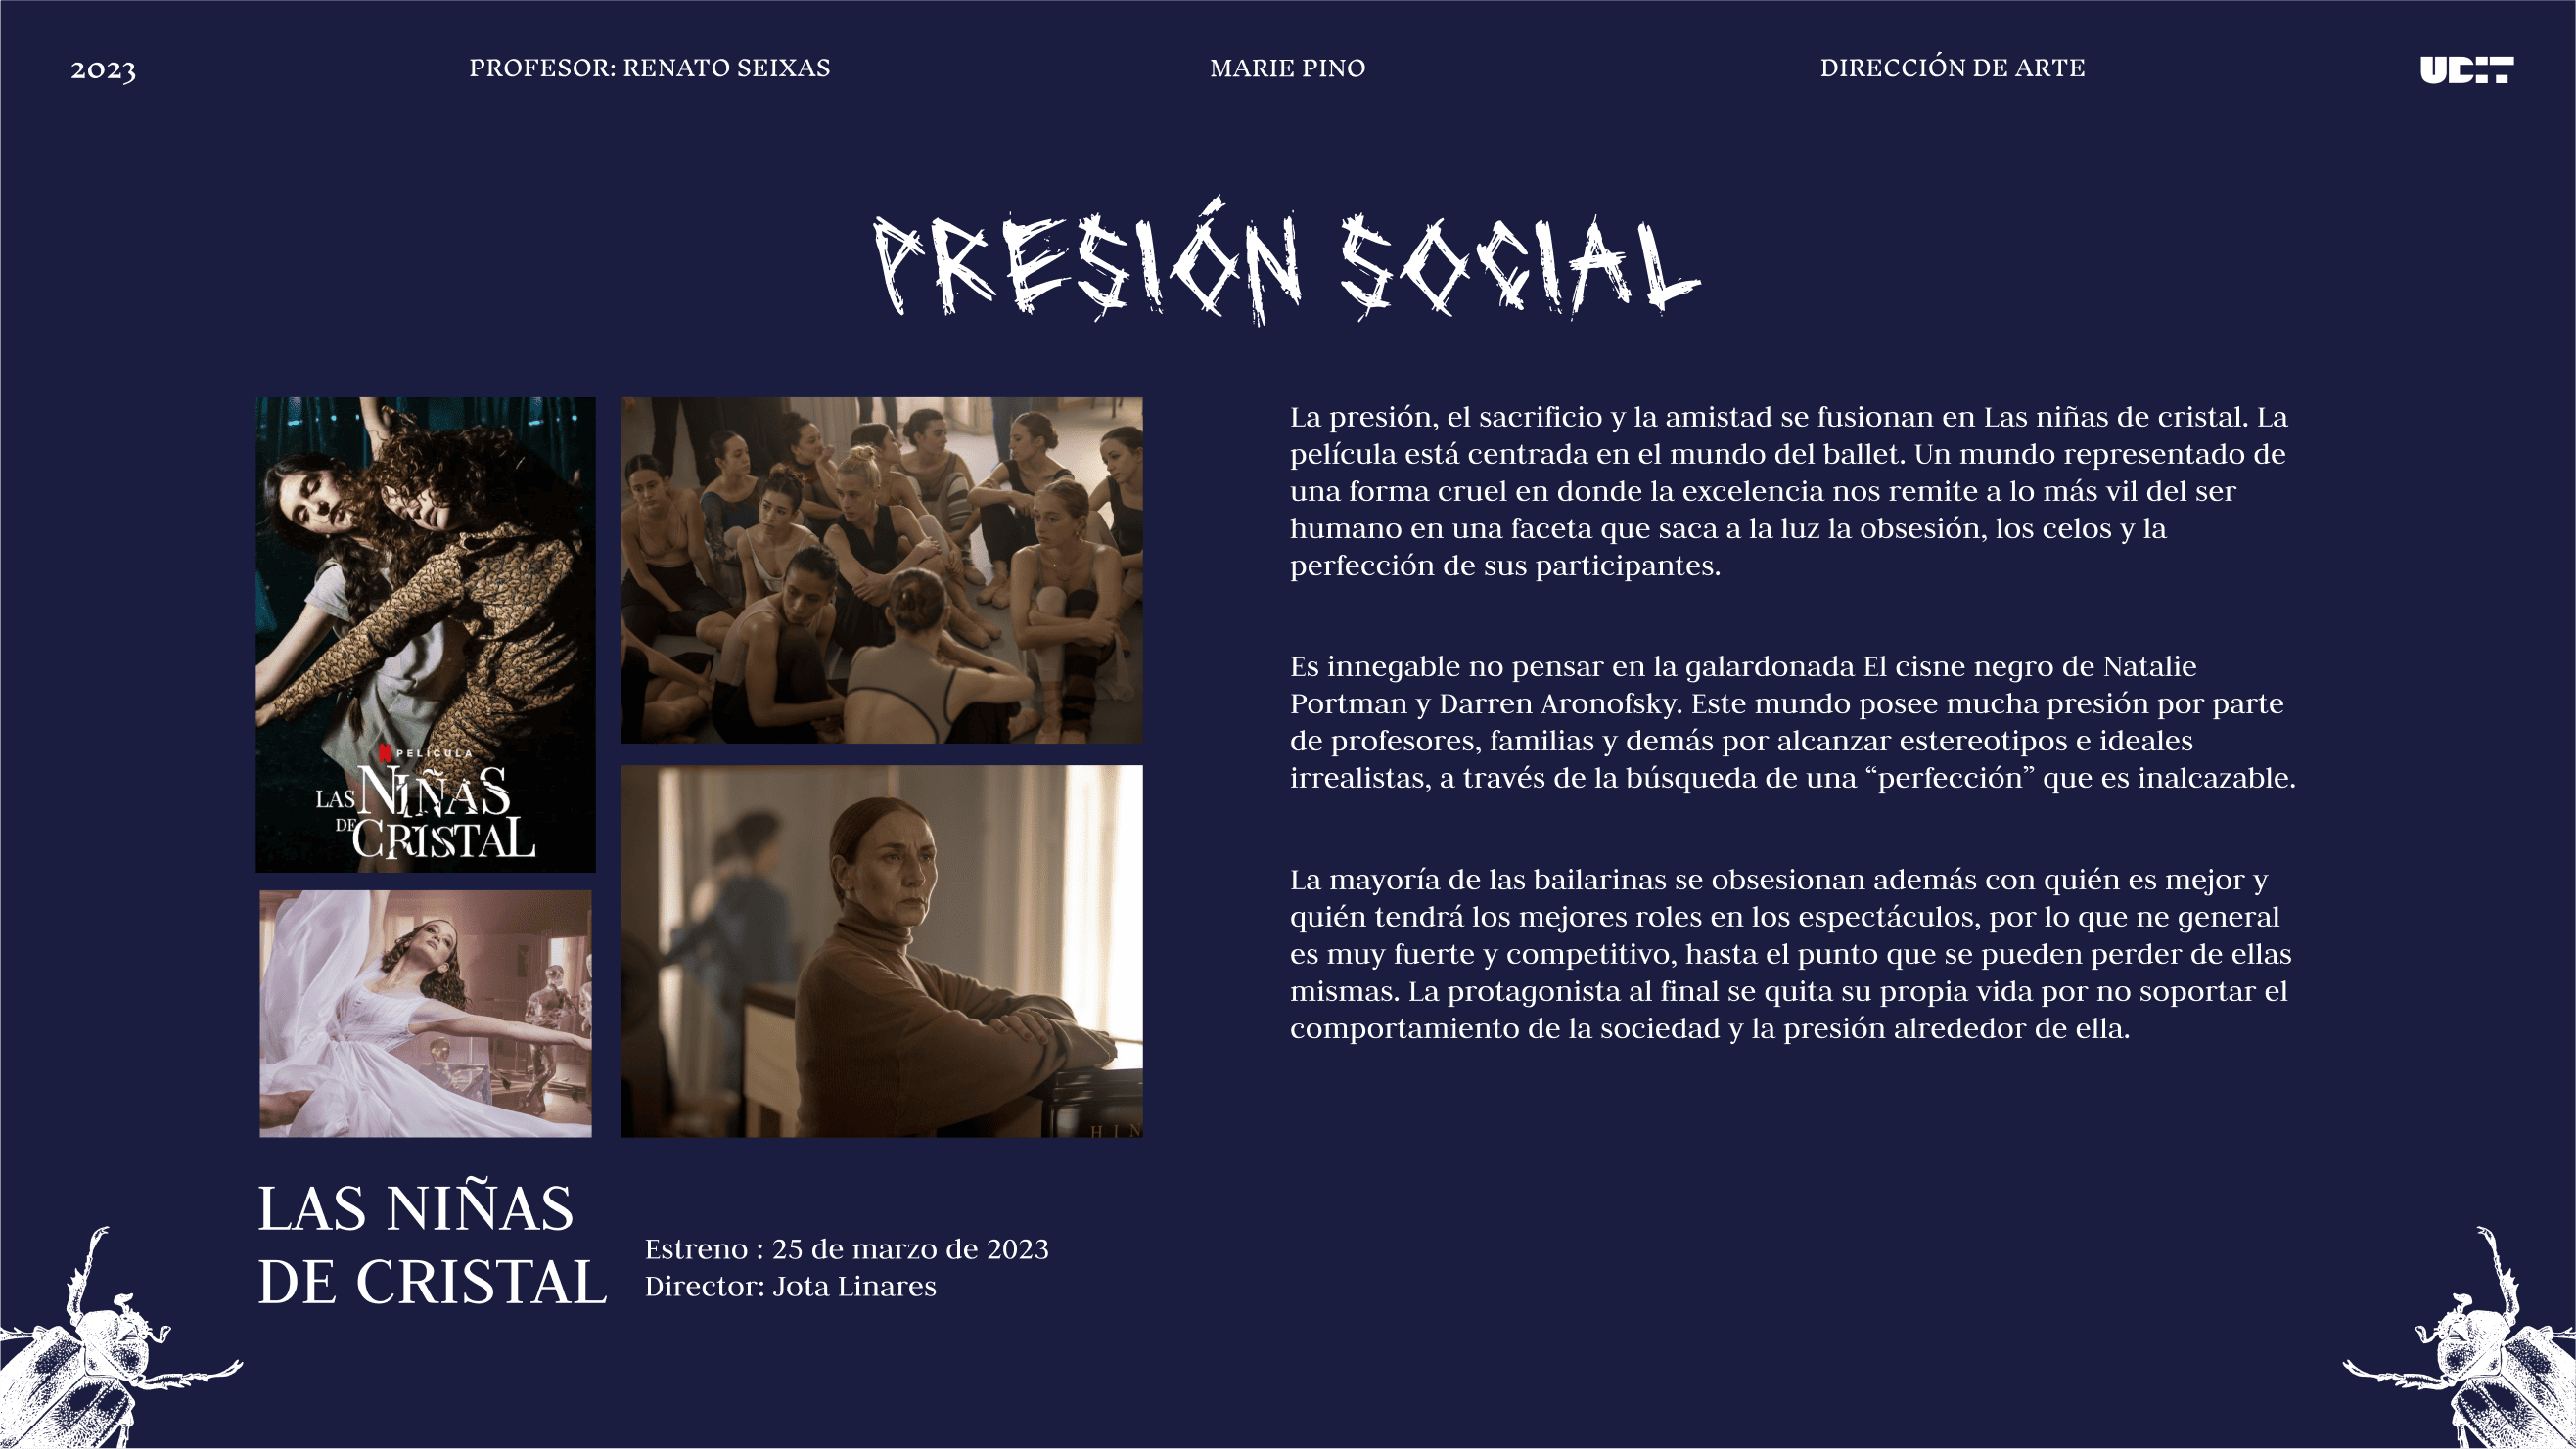 2023
PROFESOR: RENATO SEIXAS
MARIE PINO
DIRECCIÓN DE ARTE
UDIT
PRESIÓN SOCIAL
PELÍCULA
LAS NIÑAS
DE CRISTAL
HIN
LAS NIÑAS
DE CRISTAL
Estreno : 25 de marzo de 2023
Director: Jota Linares
La presión, el sacrificio y la amistad se fusionan en Las niñas de cristal. La
película está centrada en el mundo del ballet. Un mundo representado de
una forma cruel en donde la excelencia nos remite a lo más vil del ser
humano en una faceta que saca a la luz la obsesión, los celos y la
perfección de sus participantes.
Es innegable no pensar en la galardonada El cisne negro de Natalie
Portman y Darren Aronofsky. Este mundo posee mucha presión por parte
de profesores, familias y demás por alcanzar estereotipos e ideales
irrealistas, a través de la búsqueda de una “perfección” que es inalcazable.
La mayoría de las bailarinas se obsesionan además con quién es mejor y
quién tendrá los mejores roles en los espectáculos, por lo que ne general
es muy fuerte y competitivo, hasta el punto que se pueden perder de ellas
mismas. La protagonista al final se quita su propia vida por no soportar el
comportamiento de la sociedad y la presión alrededor de ella.